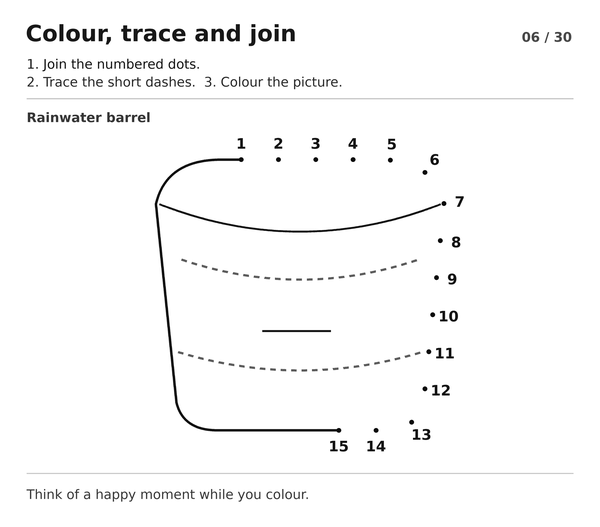 Colour, trace and join
06 / 30
1. Join the numbered dots.
2. Trace the short dashes.  3. Colour the picture.
Rainwater barrel
1 2 3 4 5
6
7
8
9
10
11
12
13
15 14
Think of a happy moment while you colour.